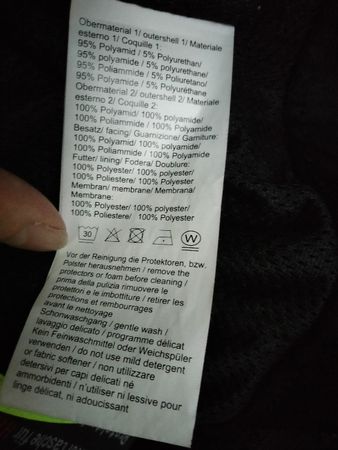 Obermaterial 1/ outershell 1/ Materiale
esterno 1/ Coquille 1:
95% Polyamid/ 5% Polyurethan/
95% polyamide / 5% polyurethane/
95% Poliammide / 5% Poliuretano/
95% Polyamide / 5% Polyuréthane
Obermaterial 2/ outershell 2/ Materiale
esterno 2/ Coquille 2:
100% Polyamid/ 100% polyamide/
100% Poliammide / 100% Polyamide
Besatz/ facing/ Guarnizione/ Garniture:
100% Polyamid/ 100% polyamide/
100% Poliammide / 100% Polyamide
Futter/ lining/ Fodera/ Doublure:
100% Polyester/ 100% polyester/
100% Poliestere/ 100% Polyester
Membran/ membrane/ Membrana/
Membrane:
100% Polyester/ 100% polyester/
100% Poliestere/ 100% Polyester
30 W
Vor der Reinigung die Protektoren, bzw.
Polster herausnehmen / remove the
protectors or foam before cleaning /
prima della pulizia rimuovere le
protettori e le imbottiture / retirer les
protections et rembourrages
avant le nettoyage
Schonwaschgang / gentle wash /
lavaggio delicato / programme délicat
Kein Feinwaschmittel oder Weichspüler
verwenden / do not use mild detergent
or fabric softener / non utilizzare
detersivi per capi delicati né
ammorbidenti / n'utiliser ni lessive pour
linge délicat, ni adoucissant